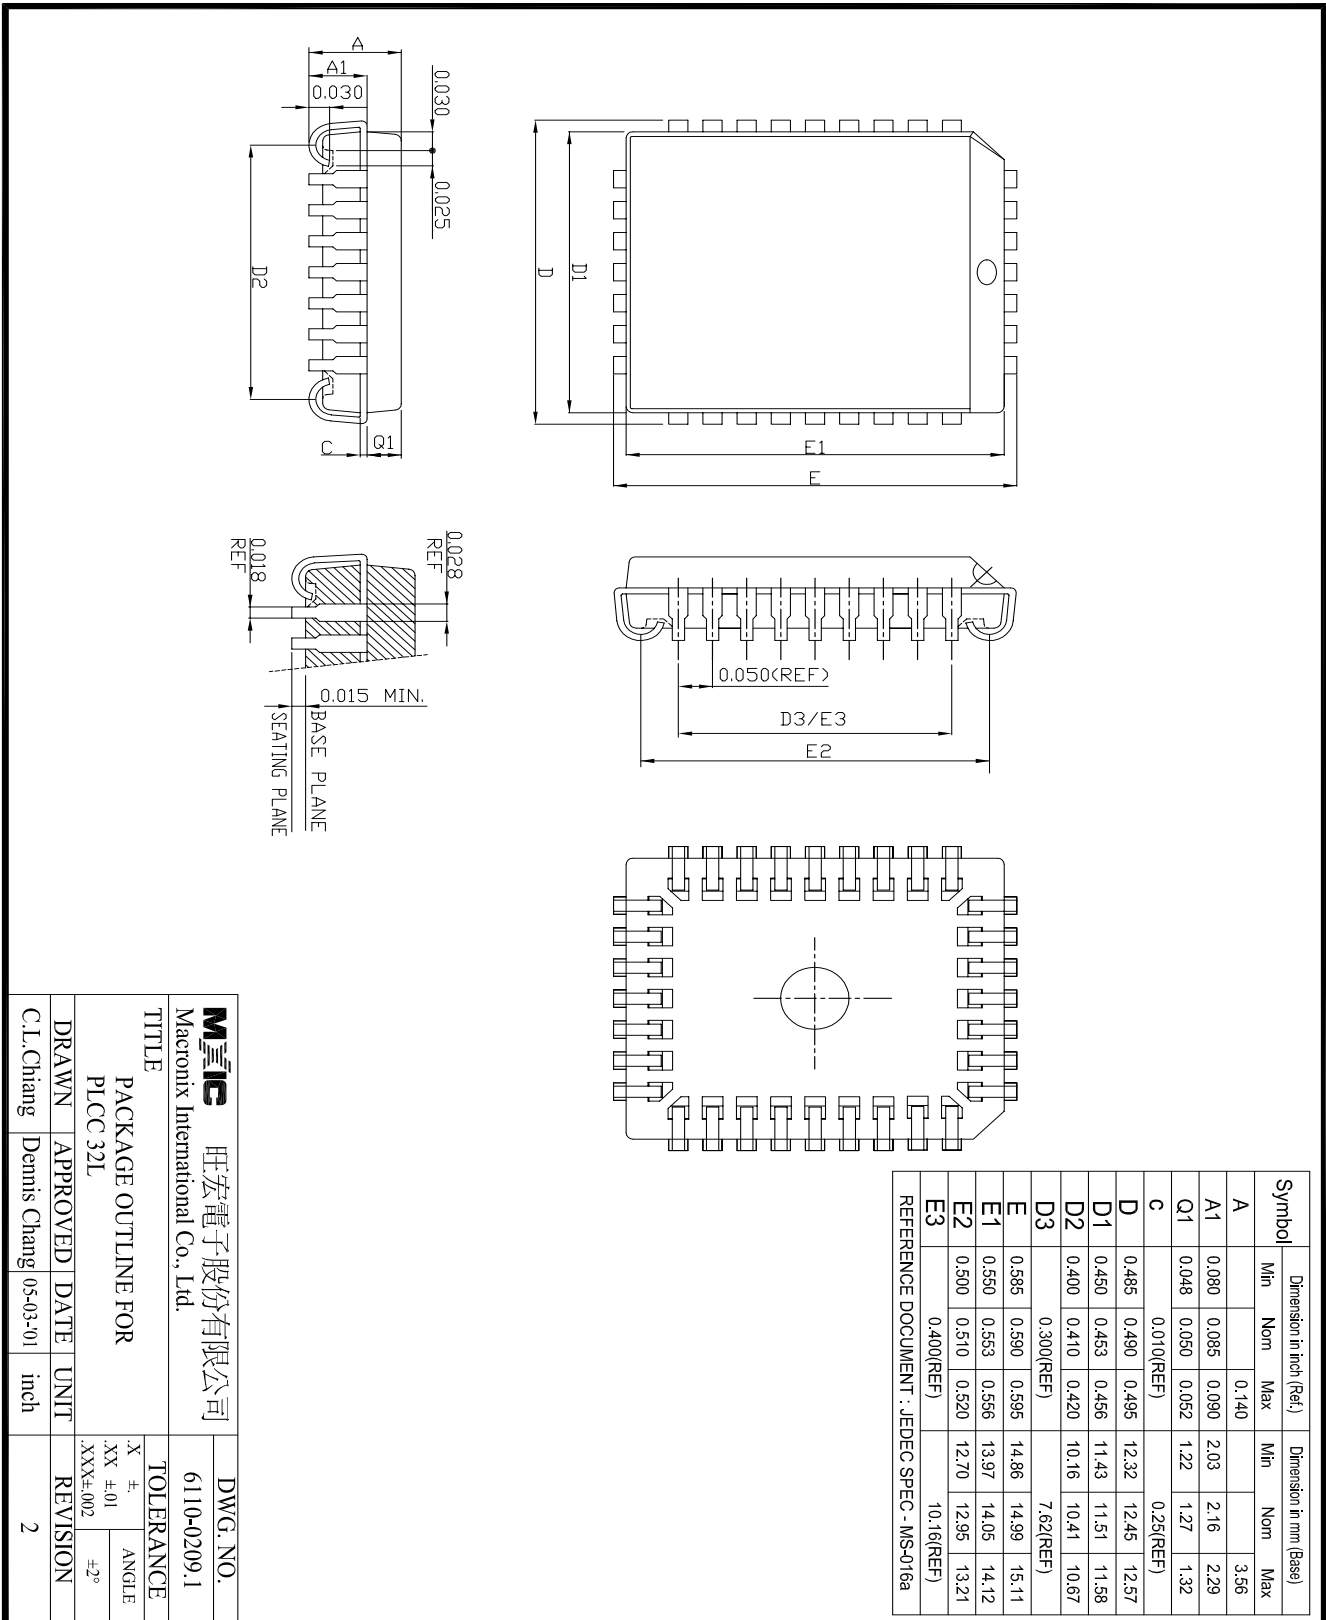 A
A1
0.030
0.030
0.025
D2
C
Q1
D
D1
E1
E
0.028
REF
0.018
REF
0.015 MIN.
BASE PLANE
SEATING PLANE
0.050(REF)
D3/E3
E2
Symbol Dimension in inch (Ref.) Dimension in mm (Base)
Min Nom Max Min Nom Max
A 0.140 3.56
A1 0.080 0.085 0.090 2.03 2.16 2.29
Q1 0.048 0.050 0.052 1.22 1.27 1.32
C 0.010(REF) 0.25(REF)
D 0.485 0.490 0.495 12.32 12.45 12.57
D1 0.450 0.453 0.456 11.43 11.51 11.58
D2 0.400 0.410 0.420 10.16 10.41 10.67
D3 0.300(REF) 7.62(REF)
E 0.585 0.590 0.595 14.86 14.99 15.11
E1 0.550 0.553 0.556 13.97 14.05 14.12
E2 0.500 0.510 0.520 12.70 12.95 13.21
E3 0.400(REF) 10.16(REF)
REFERENCE DOCUMENT : JEDEC SPEC - MS-016a
MXIC 旺宏電子股份有限公司
Macronix International Co., Ltd.
TITLE
PACKAGE OUTLINE FOR
PLCC 32L
DRAWN APPROVED DATE UNIT
C.L.Chiang Dennis Chang 05-03-'01 inch
DWG. NO.
6110-0209.1
TOLERANCE
.X ±.
.XX ±.01
.XXX±.002
ANGLE
±2°
REVISION
2